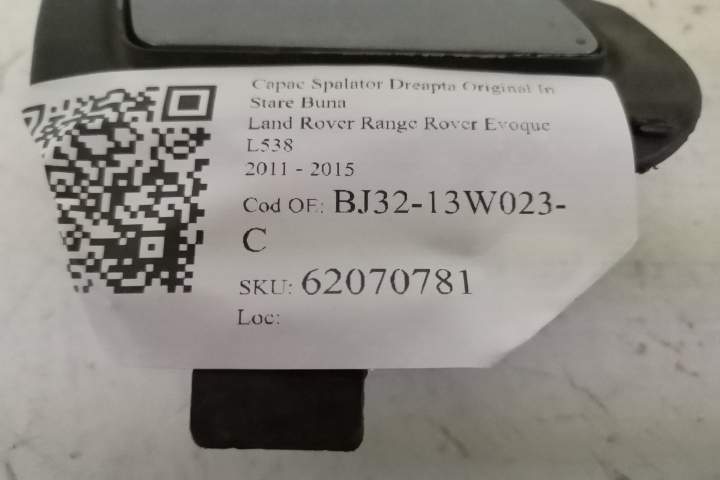 Capac Spalator Dreapta Original In
Stare Buna
Land Rover Range Rover Evoque
L538
2011 - 2015
Cod OE: BJ32-13W023-
C
SKU: 62070781
Loc: